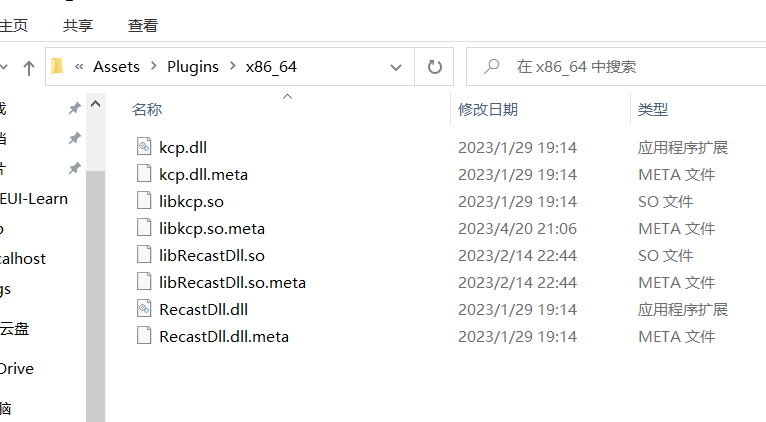 主页 共享 查看
« Assets > Plugins > x86_64 在 x86_64 中搜索
名称 修改日期 类型
kcp.dll 2023/1/29 19:14 应用程序扩展
kcp.dll.meta 2023/1/29 19:14 META 文件
libkcp.so 2023/1/29 19:14 SO 文件
libkcp.so.meta 2023/4/20 21:06 META 文件
libRecastDll.so 2023/2/14 22:44 SO 文件
libRecastDll.so.meta 2023/2/14 22:44 META 文件
RecastDll.dll 2023/1/29 19:14 应用程序扩展
RecastDll.dll.meta 2023/1/29 19:14 META 文件
EUI-Learn
alhost
gs
云盘
Drive